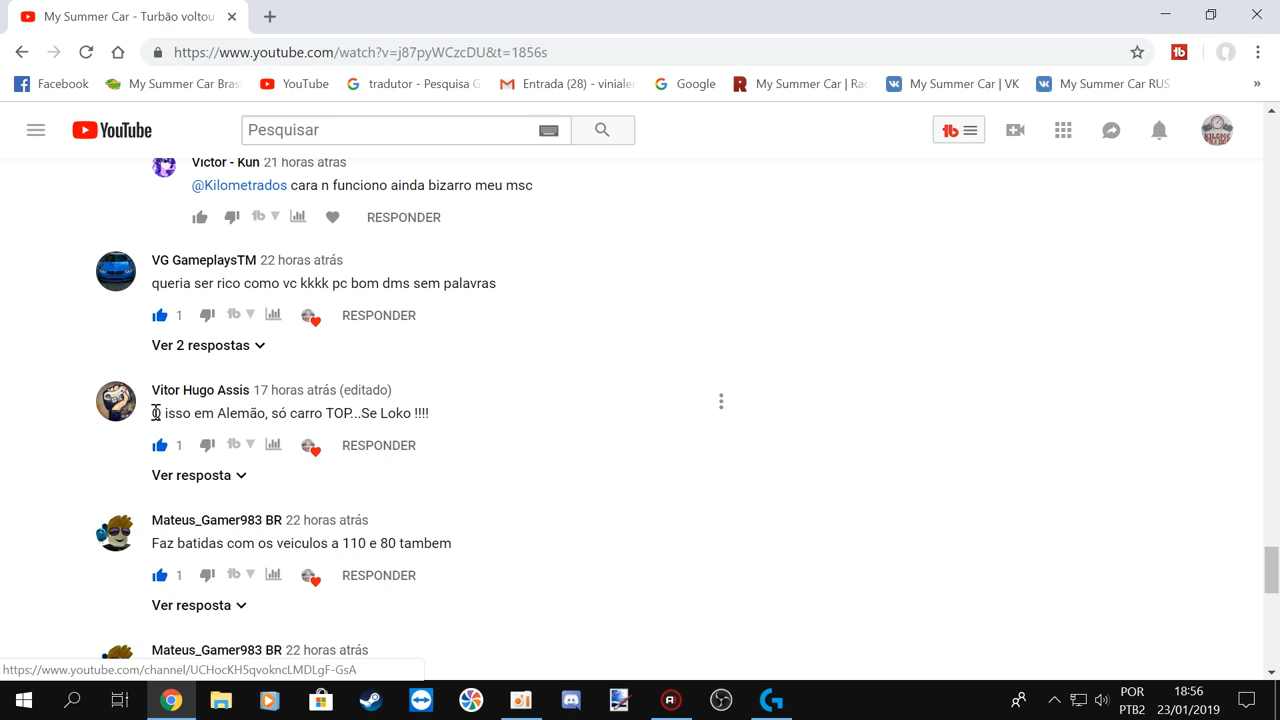 My Summer Car - Turbão voltou
https://www.youtube.com/watch?v=j87pyWCzcDU&t=1856s
Facebook My Summer Car Bras YouTube tradutor - Pesquisa G Entrada (28) - vinialer Google My Summer Car | Rac My Summer Car | VK My Summer Car RUS »
YouTube Pesquisar
Victor - Kun 21 horas atrás
@Kilometrados cara n funciono ainda bizarro meu msc
RESPONDER
VG GameplaysTM 22 horas atrás
queria ser rico como vc kkkk pc bom dms sem palavras
1 RESPONDER
Ver 2 respostas
Vitor Hugo Assis 17 horas atrás (editado)
isso em Alemão, só carro TOP...Se Loko !!!!
1 RESPONDER
Ver resposta
Mateus_Gamer983 BR 22 horas atrás
Faz batidas com os veiculos a 110 e 80 tambem
1 RESPONDER
Ver resposta
Mateus_Gamer983 BR 22 horas atrás
https://www.youtube.com/channel/UCHocKH5qvokncLMDLgF-GsA
POR
PTB2
18:56
23/01/2019